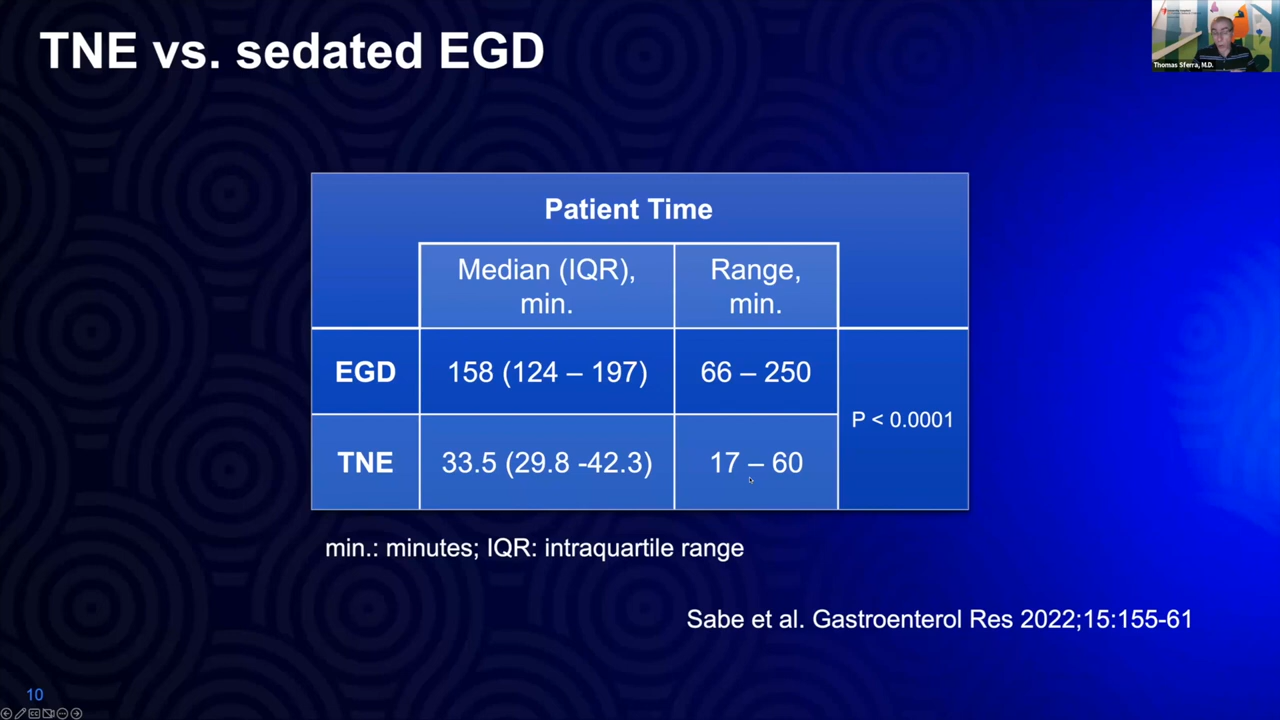 TNE vs. sedated EGD
Thomas Sferra, M.D.
Patient Time
Median (IQR),
min.
Range,
min.
EGD
158 (124 – 197)
66 – 250
P < 0.0001
TNE
33.5 (29.8 -42.3)
17 – 60
min.: minutes; IQR: intraquartile range
Sabe et al. Gastroenterol Res 2022;15:155-61
10